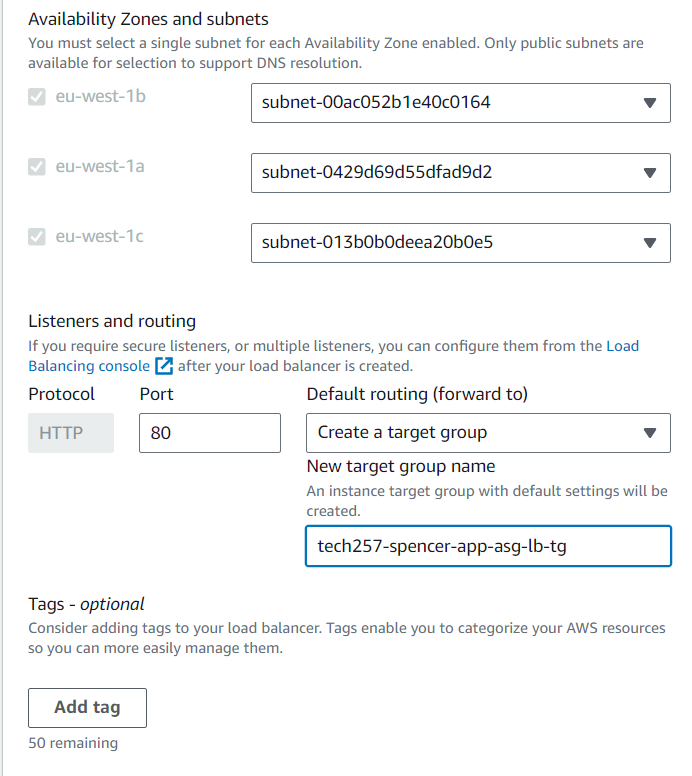 Availability Zones and subnets
You must select a single subnet for each Availability Zone enabled. Only public subnets are
available for selection to support DNS resolution.
eu-west-1b
subnet-00ac052b1e40c0164
eu-west-1a
subnet-0429d69d55dfad9d2
eu-west-1c
subnet-013b0b0deea20b0e5
Listeners and routing
If you require secure listeners, or multiple listeners, you can configure them from the Load
Balancing console after your load balancer is created.
Protocol Port Default routing (forward to)
HTTP 80 Create a target group
New target group name
An instance target group with default settings will be
created.
tech257-spencer-app-asg-lb-tg
Tags - optional
Consider adding tags to your load balancer. Tags enable you to categorize your AWS resources
so you can more easily manage them.
Add tag
50 remaining